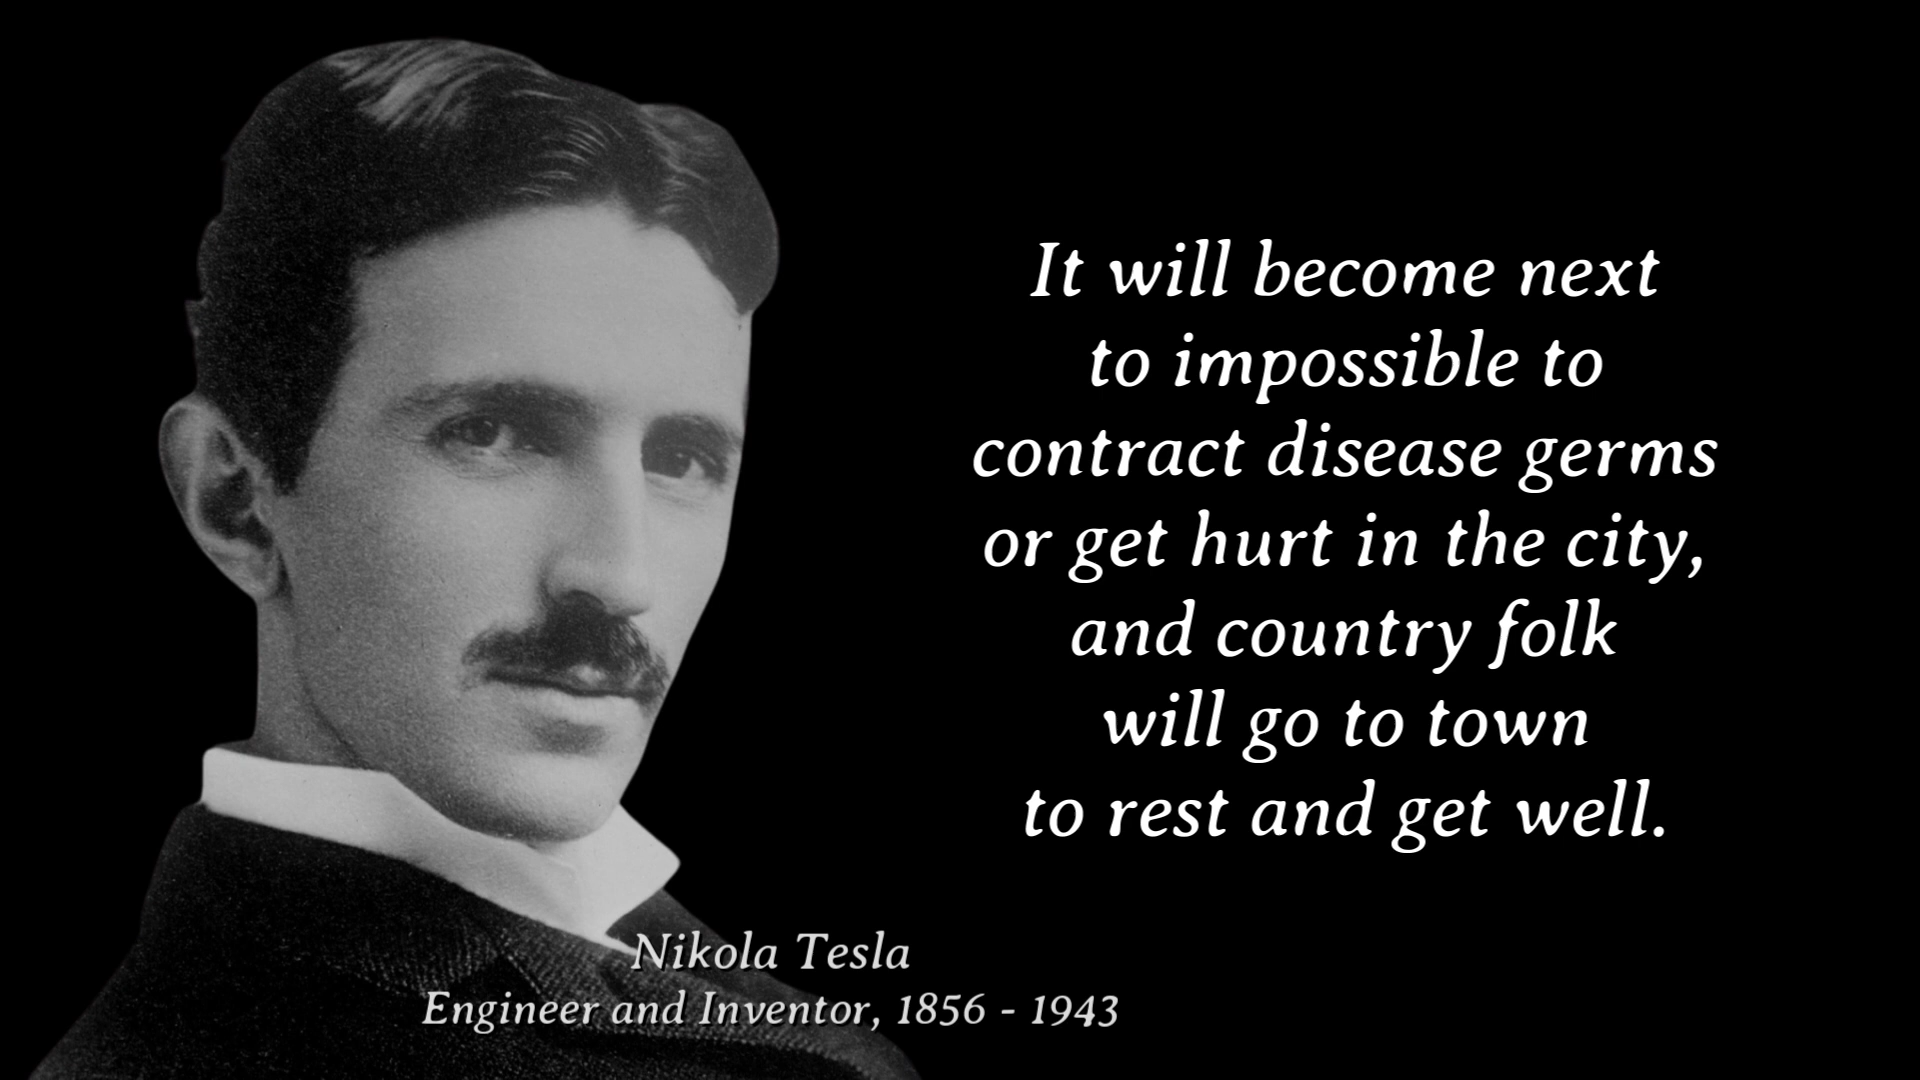 It will become next
to impossible to
contract disease germs
or get hurt in the city,
and country folk
will go to town
to rest and get well.
Nikola Tesla
Engineer and Inventor, 1856 - 1943